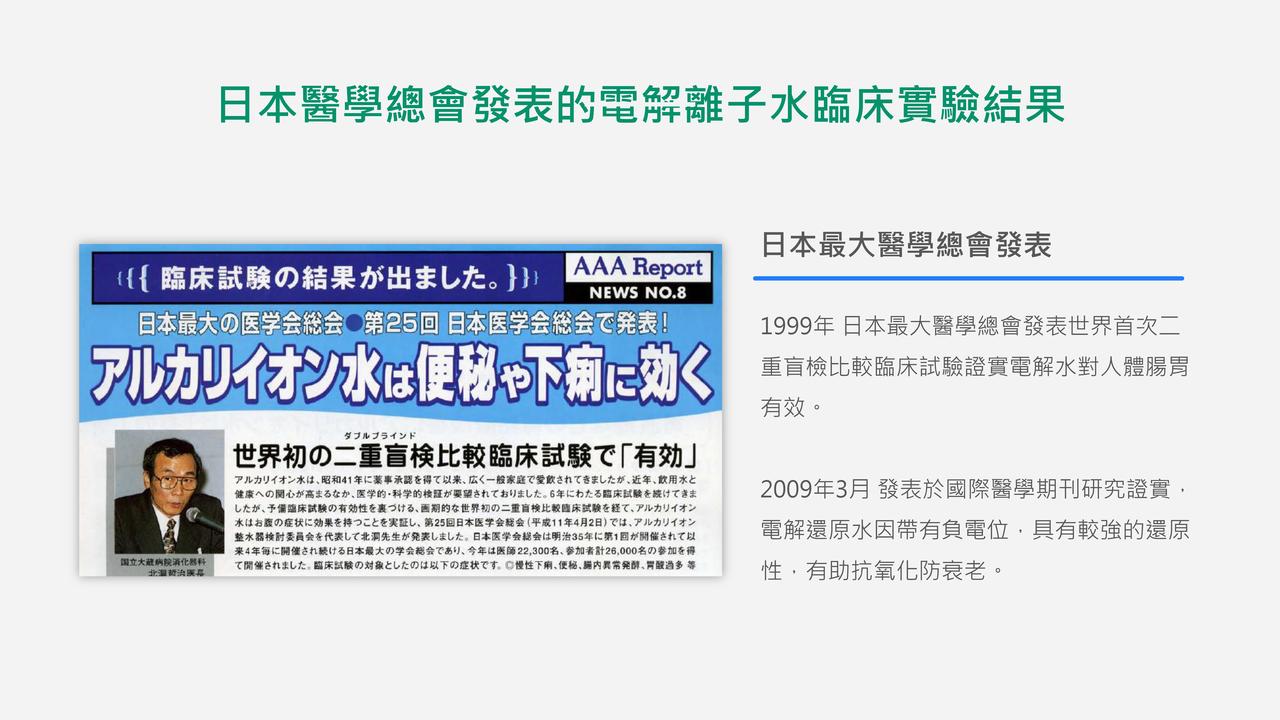 日本醫學總會發表的電解離子水臨床實驗結果
臨床試験の結果が出ました。
AAA Report
NEWS NO.8
日本最大の医学会総会●第25回 日本医学会総会で発表!
アルカリイオン水は便秘や下痢に効く
ダブルブラインド
世界初の二重盲検比較臨床試験で「有効」
アルカリイオン水は、昭和41年に薬事承認を得て以来、広く一般家庭で愛飲されてきましたが、近年、飲用水と
健康への関心が高まるなか、医学的・科学的検証が要望されておりました。6年にわたる臨床試験を続けてきま
したが、予備臨床試験の有効性を裏づける、画期的な世界初の二重盲検比較臨床試験を経て、アルカリイオン
水はお腹の症状に効果を持つことを実証し、第25回日本医学会総会(平成11年4月2日)では、アルカリイオン
整水器検討委員会を代表して北洞先生が発表しました。日本医学会総会は明治35年に第1回が開催されて以
来4年毎に開催され続ける日本最大の学会総会であり、今年は医師22,300名、参加者計26,000名の参加を得
て開催されました。臨床試験の対象としたのは以下の症状です。◎慢性下痢、便秘、腸内異常発酵、胃酸過多 等
国立大蔵病院消化器科
北洞哲治医長
日本最大醫學總會發表
1999年 日本最大醫學總會發表世界首次二
重盲檢比較臨床試驗證實電解水對人體腸胃
有效。
2009年3月 發表於國際醫學期刊研究證實，
電解還原水因帶有負電位，具有較強的還原
性，有助抗氧化防衰老。